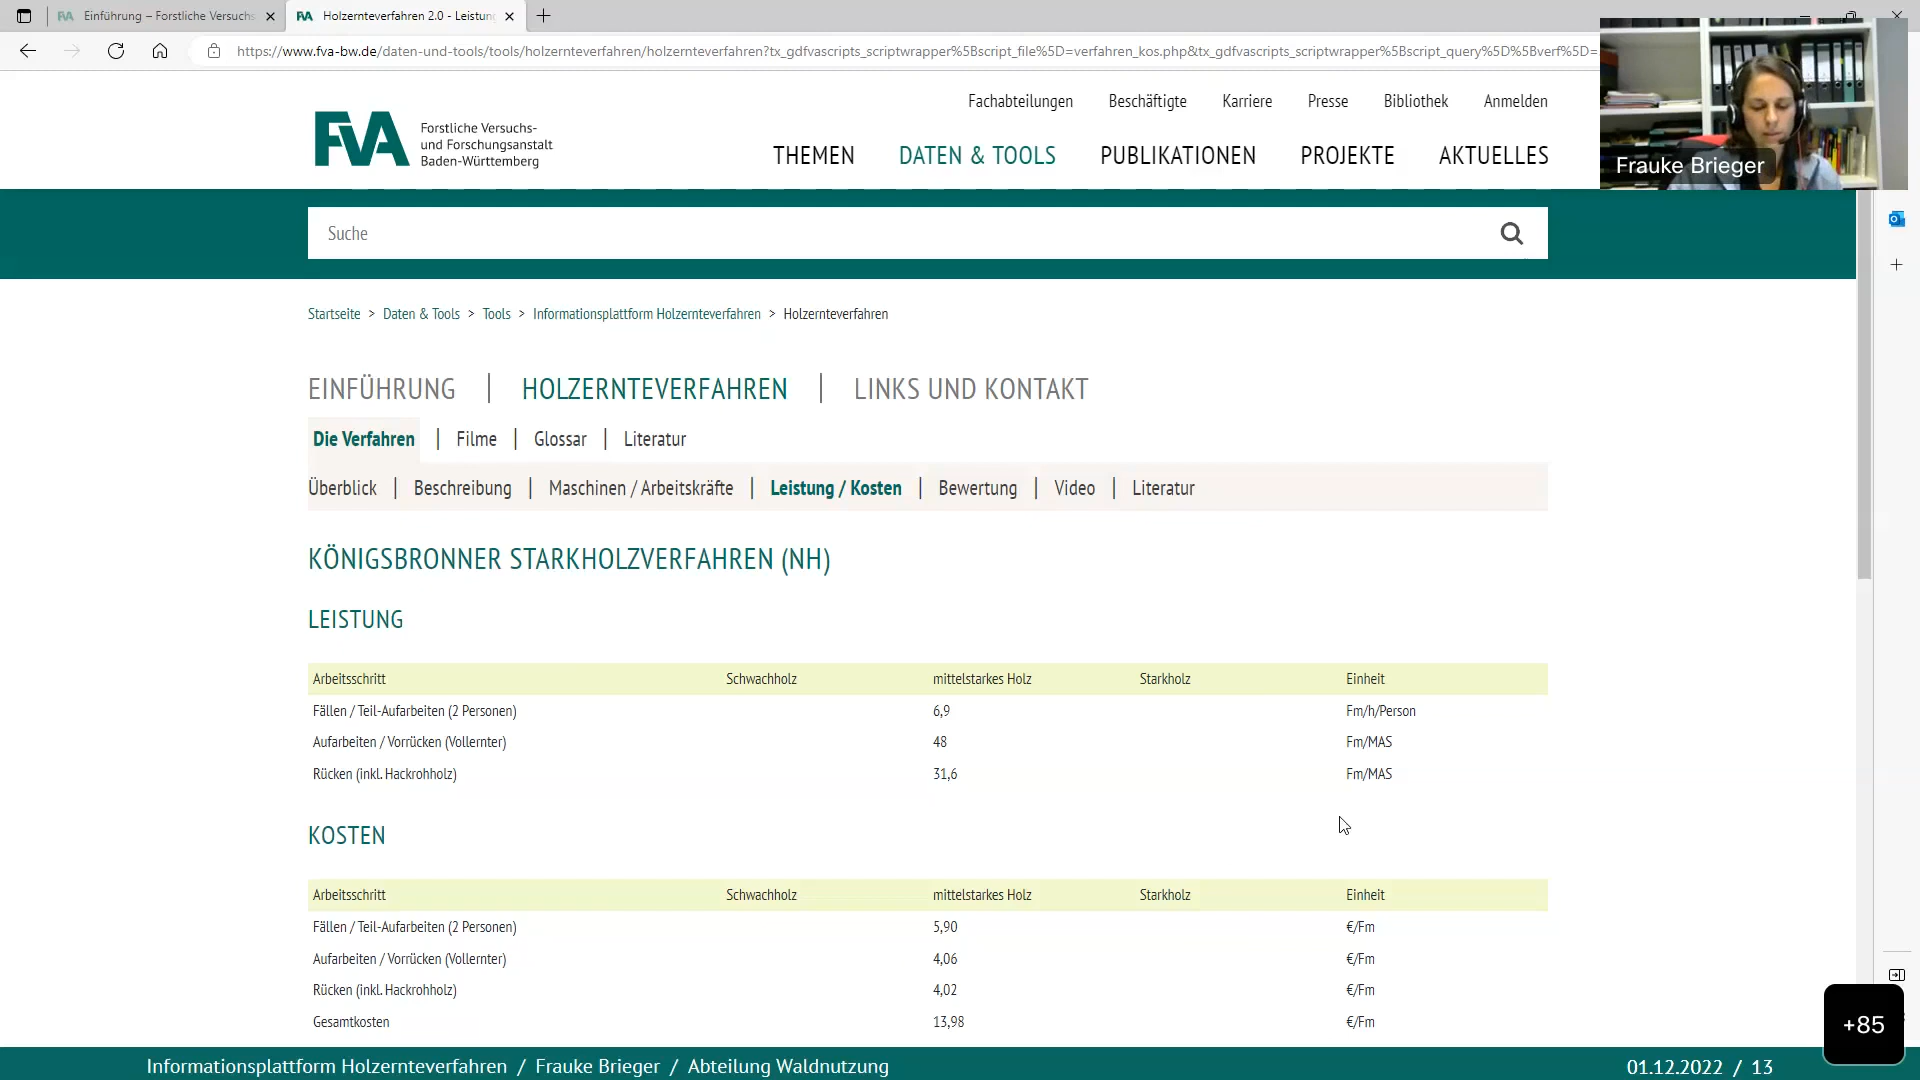 Einführung – Forstliche Versuchs
Holzernteverfahren 2.0 - Leistun
https://www.fva-bw.de/daten-und-tools/tools/holzernteverfahren/holzernteverfahren?tx_gdfvascripts_scriptwrapper%5Bscript_file%5D=verfahren_kos.php&tx_gdfvascripts_scriptwrapper%5Bscript_query%5D%5Bverf%5D=
Fachabteilungen Beschäftigte Karriere Presse Bibliothek Anmelden
FVA
Forstliche Versuchs-
und Forschungsanstalt
Baden-Württemberg
THEMEN DATEN & TOOLS PUBLIKATIONEN PROJEKTE AKTUELLES
Frauke Brieger
Suche
Startseite > Daten & Tools > Tools > Informationsplattform Holzernteverfahren > Holzernteverfahren
EINFÜHRUNG | HOLZERNTEVERFAHREN | LINKS UND KONTAKT
Die Verfahren | Filme | Glossar | Literatur
Überblick | Beschreibung | Maschinen / Arbeitskräfte | Leistung / Kosten | Bewertung | Video | Literatur
KÖNIGSBRONNER STARKHOLZVERFAHREN (NH)
LEISTUNG
Arbeitsschritt Schwachholz mittelstarkes Holz Starkholz Einheit
Fällen / Teil-Aufarbeiten (2 Personen) 6,9 Fm/h/Person
Aufarbeiten / Vorrücken (Vollernter) 48 Fm/MAS
Rücken (inkl. Hackrohholz) 31,6 Fm/MAS
KOSTEN
Arbeitsschritt Schwachholz mittelstarkes Holz Starkholz Einheit
Fällen / Teil-Aufarbeiten (2 Personen) 5,90 €/Fm
Aufarbeiten / Vorrücken (Vollernter) 4,06 €/Fm
Rücken (inkl. Hackrohholz) 4,02 €/Fm
Gesamtkosten 13,98 €/Fm
+85
Informationsplattform Holzernteverfahren / Frauke Brieger / Abteilung Waldnutzung
01.12.2022 / 13